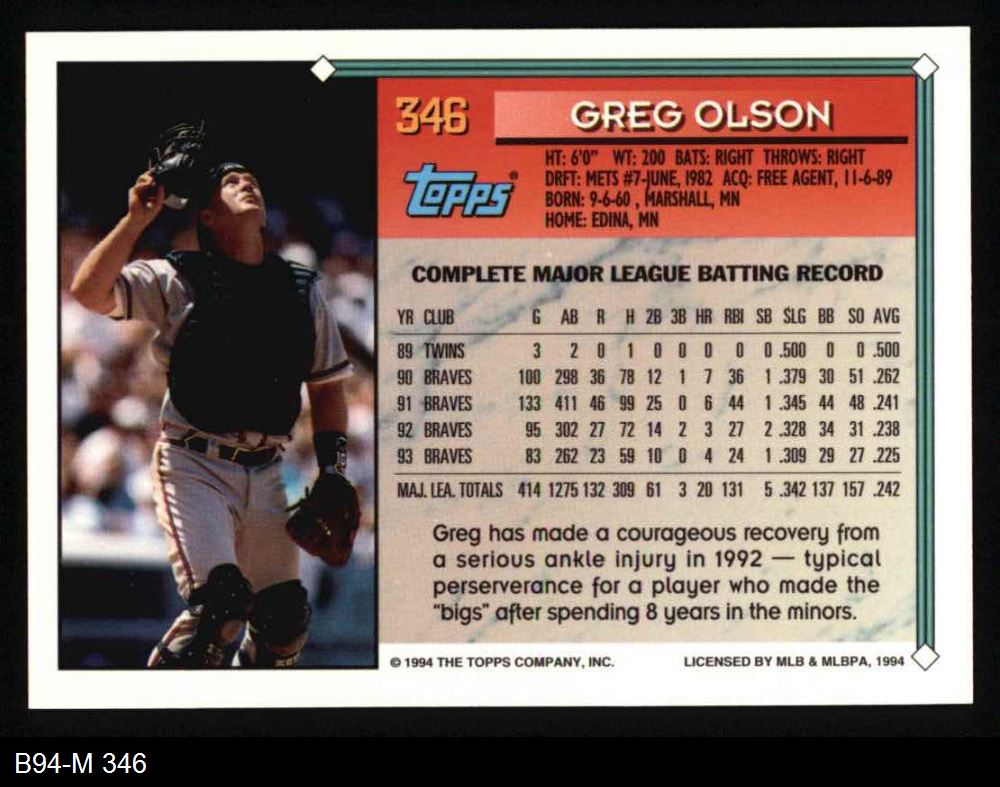 346
GREG OLSON
Topps®
HT: 6'0" WT: 200 BATS: RIGHT THROWS: RIGHT
DRFT: METS #7-JUNE, 1982 ACQ: FREE AGENT, 11-6-89
BORN: 9-6-60 , MARSHALL, MN
HOME: EDINA, MN
COMPLETE MAJOR LEAGUE BATTING RECORD
YR CLUB G AB R H 2B 3B HR RBI SB SLG BB SO AVG
89 TWINS 3 2 0 1 0 0 0 0 0 .500 0 0 .500
90 BRAVES 100 298 36 78 12 1 7 36 1 .379 30 51 .262
91 BRAVES 133 411 46 99 25 0 6 44 1 .345 44 48 .241
92 BRAVES 95 302 27 72 14 2 3 27 2 .328 34 31 .238
93 BRAVES 83 262 23 59 10 0 4 24 1 .309 29 27 .225
MAJ. LEA. TOTALS 414 1275 132 309 61 3 20 131 5 .342 137 157 .242
Greg has made a courageous recovery from
a serious ankle injury in 1992 — typical
perserverance for a player who made the
"bigs" after spending 8 years in the minors.
© 1994 THE TOPPS COMPANY, INC.
LICENSED BY MLB & MLBPA, 1994
B94-M 346